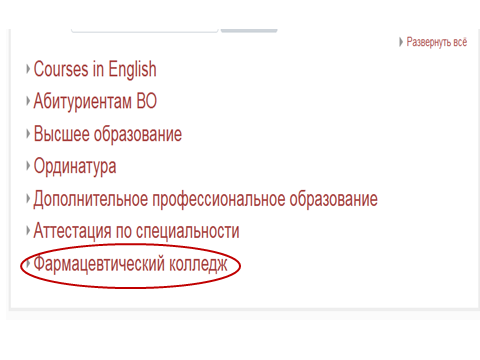 Развернуть всё
Courses in English
Абитуриентам ВО
Высшее образование
Ординатура
Дополнительное профессиональное образование
Аттестация по специальности
Фармацевтический колледж